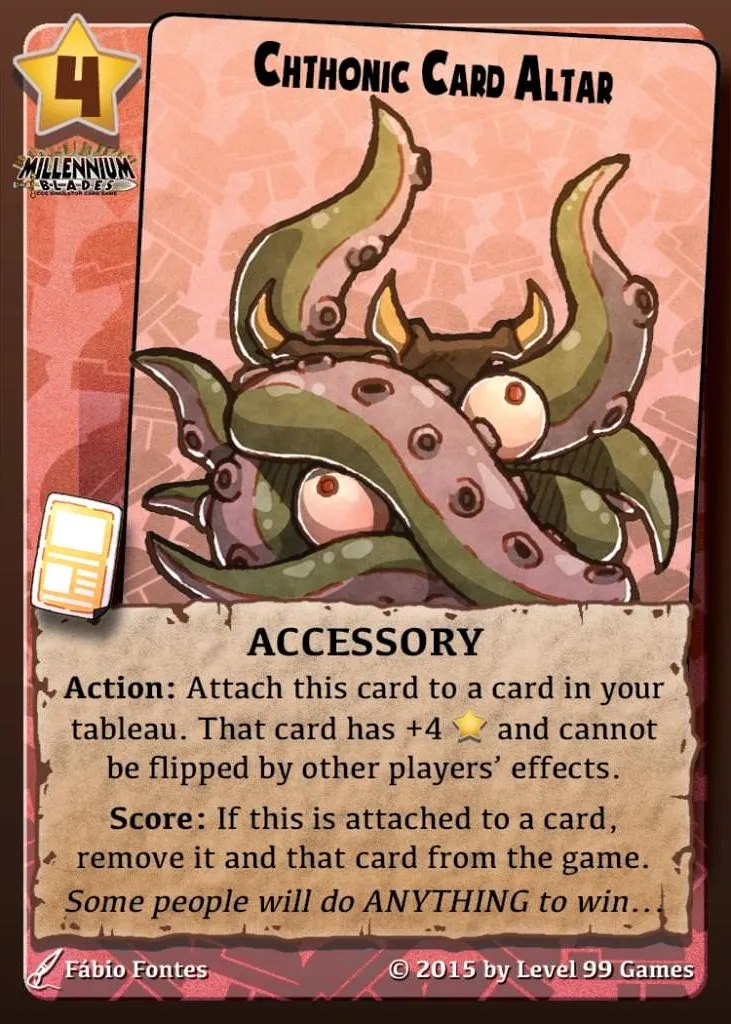 4
CHTHONIC CARD ALTAR
MILLENNIUM
BLADES
CCG SIMULATOR CARD GAME
ACCESSORY
Action: Attach this card to a card in your
tableau. That card has +4 and cannot
be flipped by other players’ effects.
Score: If this is attached to a card,
remove it and that card from the game.
Some people will do ANYTHING to win...
Fábio Fontes
© 2015 by Level 99 Games